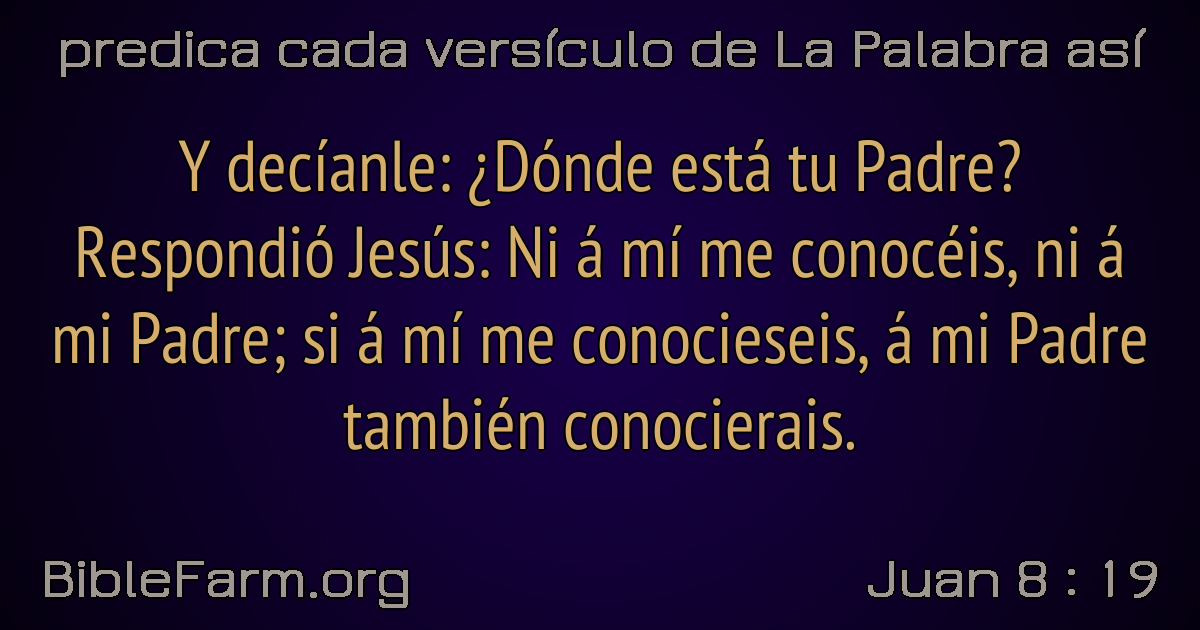 predica cada versículo de La Palabra así
Y decíanle: ¿Dónde está tu Padre?
Respondió Jesús: Ni á mí me conocéis, ni á
mi Padre; si á mí me conocieseis, á mi Padre
también conocierais.
BibleFarm.org
Juan 8 : 19